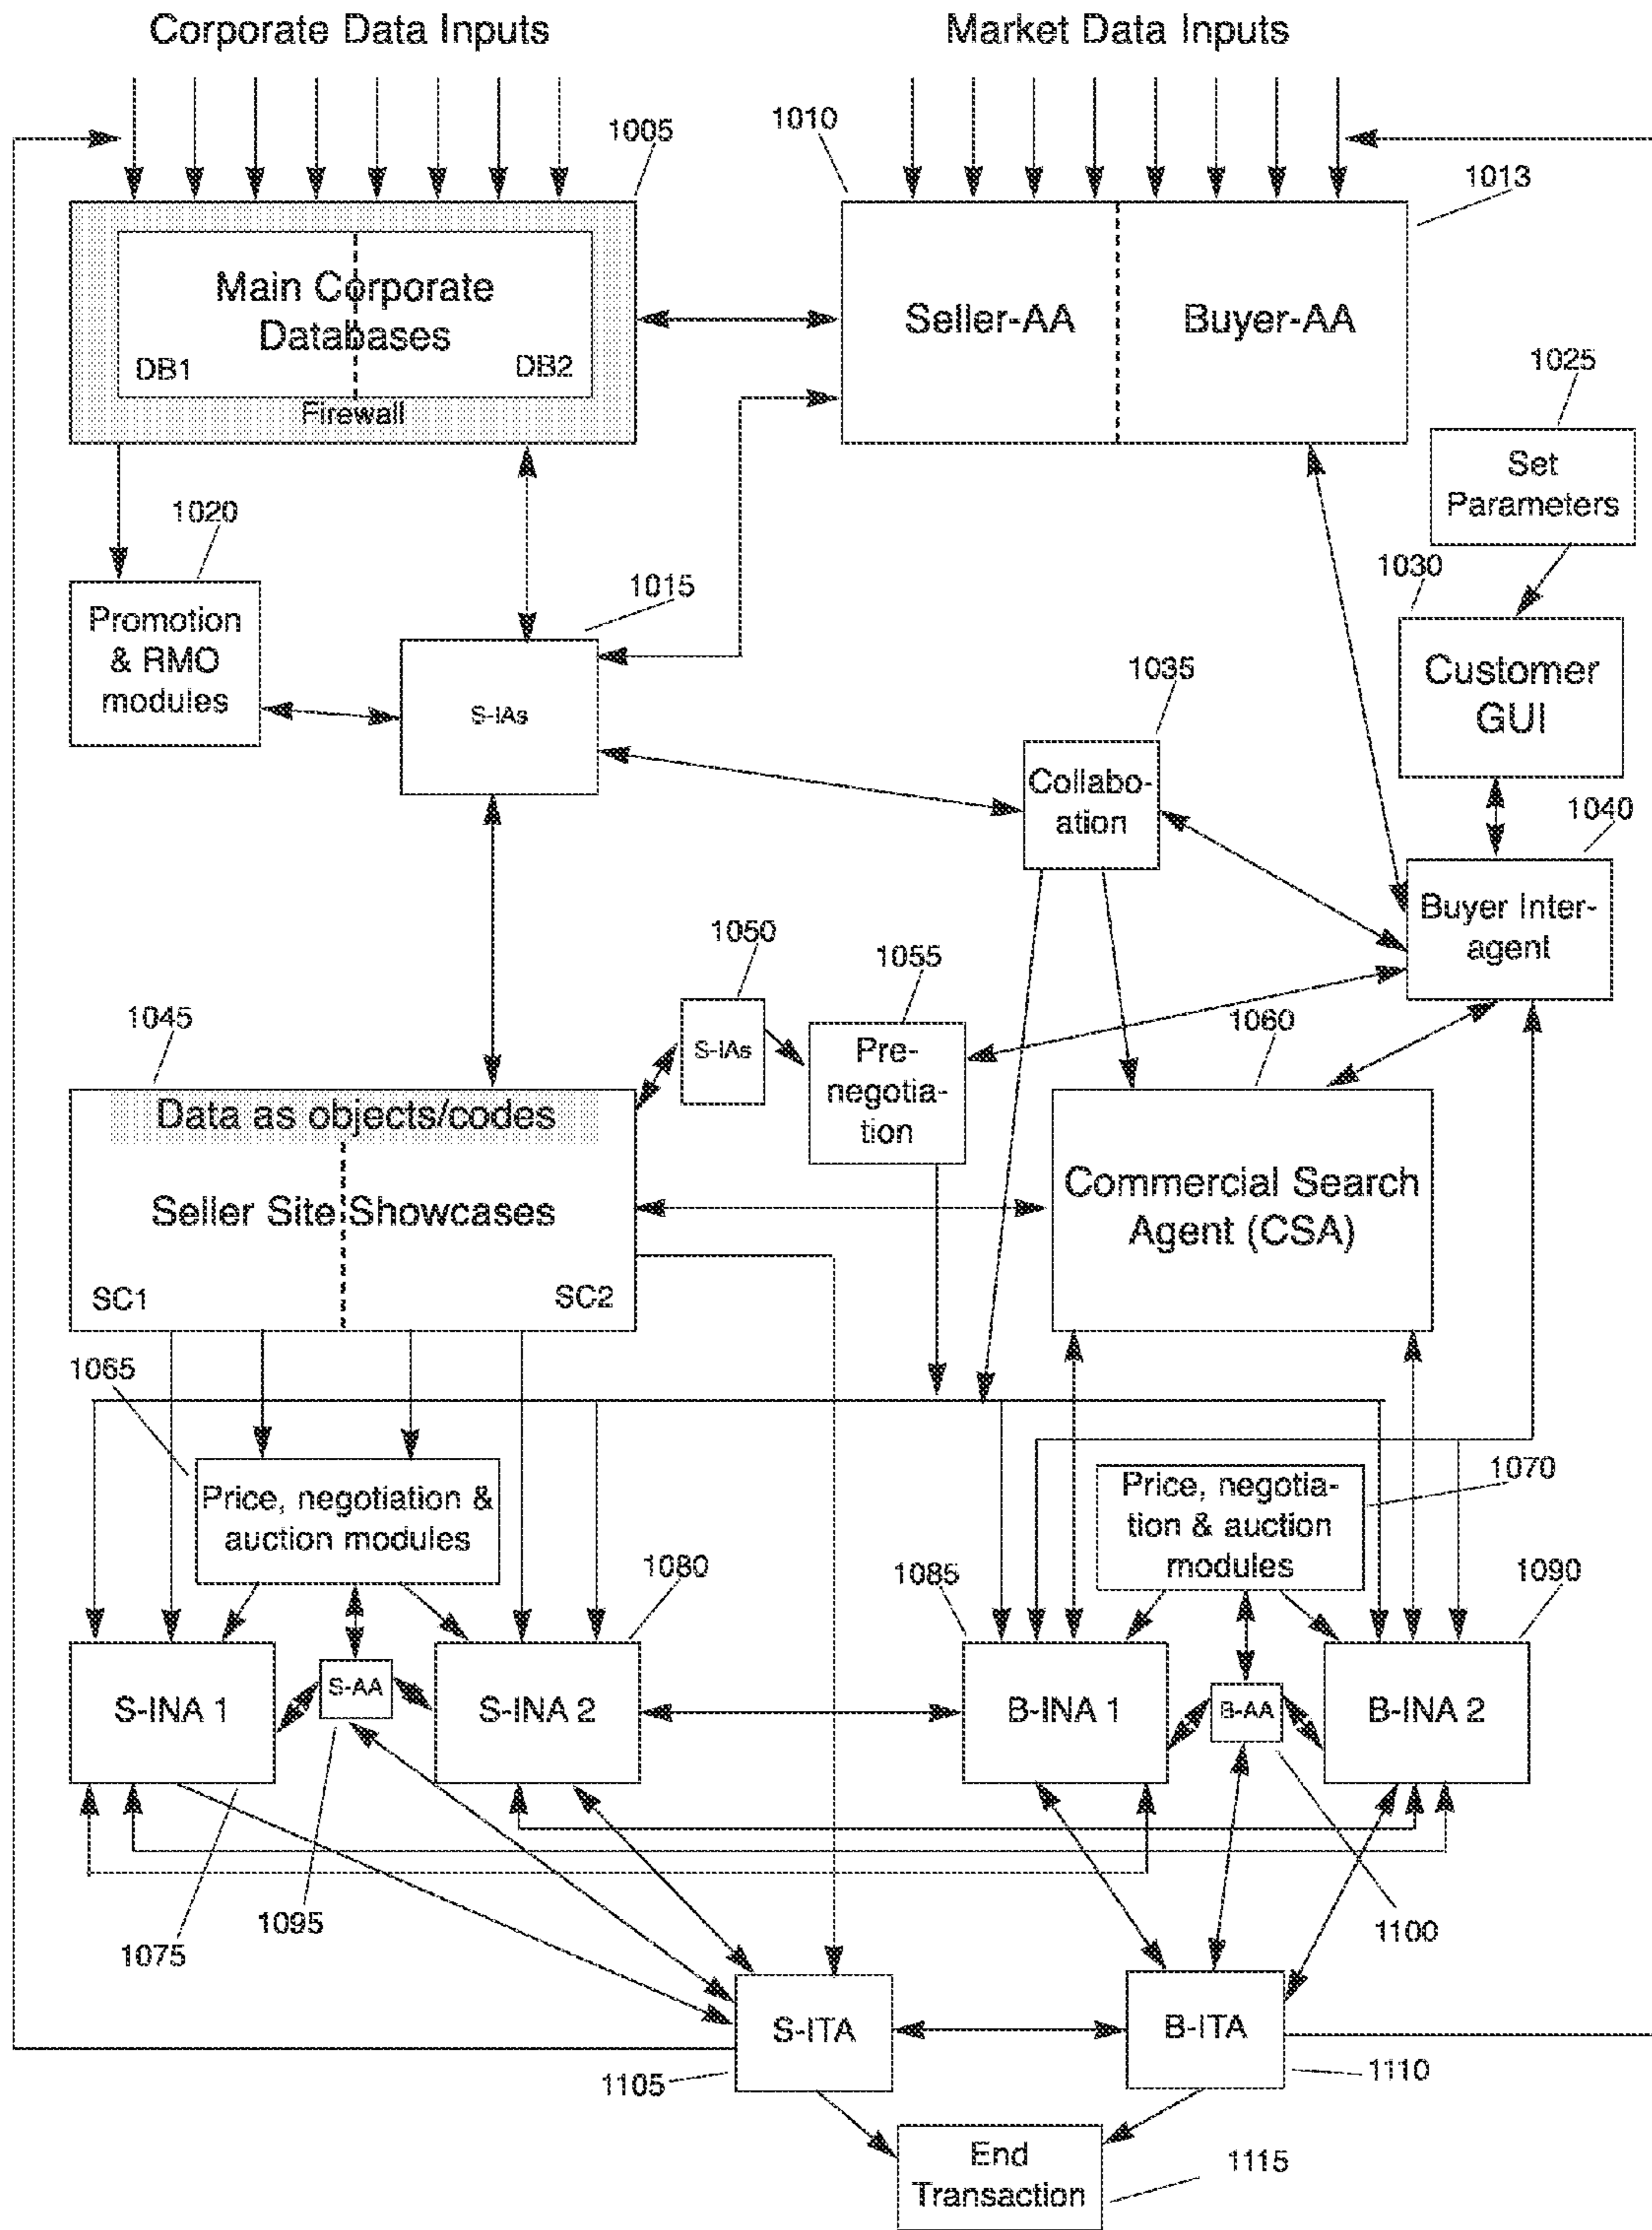 Corporate Data Inputs
Market Data Inputs
1005
1010
1013
Main Corporate
Databases
DB1
DB2
Firewall
Seller-AA
Buyer-AA
1025
Set
Parameters
1020
1015
1030
Promotion
& RMO
modules
S-IAs
1035
Customer
GUI
Collabo-
ation
1040
Buyer Inter-
agent
1050
1055
1045
1060
S-IAs
Pre-
negotia-
tion
Data as objects/codes
Seller Site Showcases
SC1
SC2
Commercial Search
Agent (CSA)
1065
1070
Price, negotiation &
auction modules
Price, negotia-
tion & auction
modules
1080
1085
1090
S-INA 1
S-AA
S-INA 2
B-INA 1
B-AA
B-INA 2
1095
1075
1100
S-ITA
B-ITA
1105
1110
End
Transaction
1115